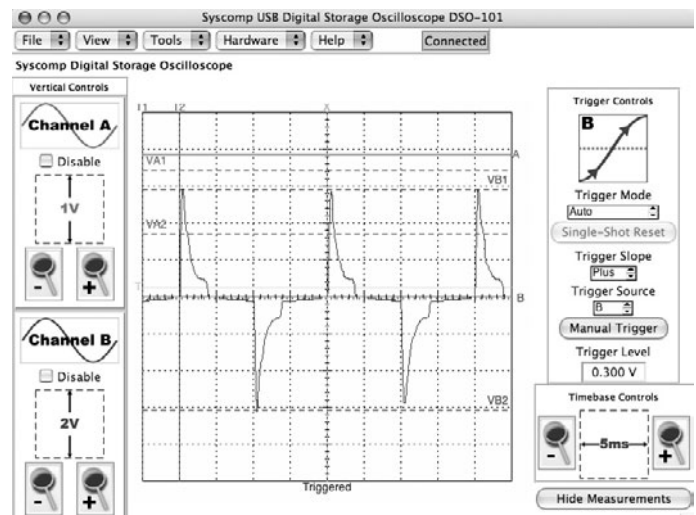 Syscomp USB Digital Storage Oscilloscope DSO-101
File View Tools Hardware Help Connected
Syscomp Digital Storage Oscilloscope
Vertical Controls
Channel A
Disable
1V
- +
Channel B
Disable
2V
- +
T1 T2 X
VA1 A
VB1
VA2
T
B
VB2
Triggered
Trigger Controls
B
Trigger Mode
Auto
Single-Shot Reset
Trigger Slope
Plus
Trigger Source
B
Manual Trigger
Trigger Level
0.300 V
Timebase Controls
- 5ms +
Hide Measurements